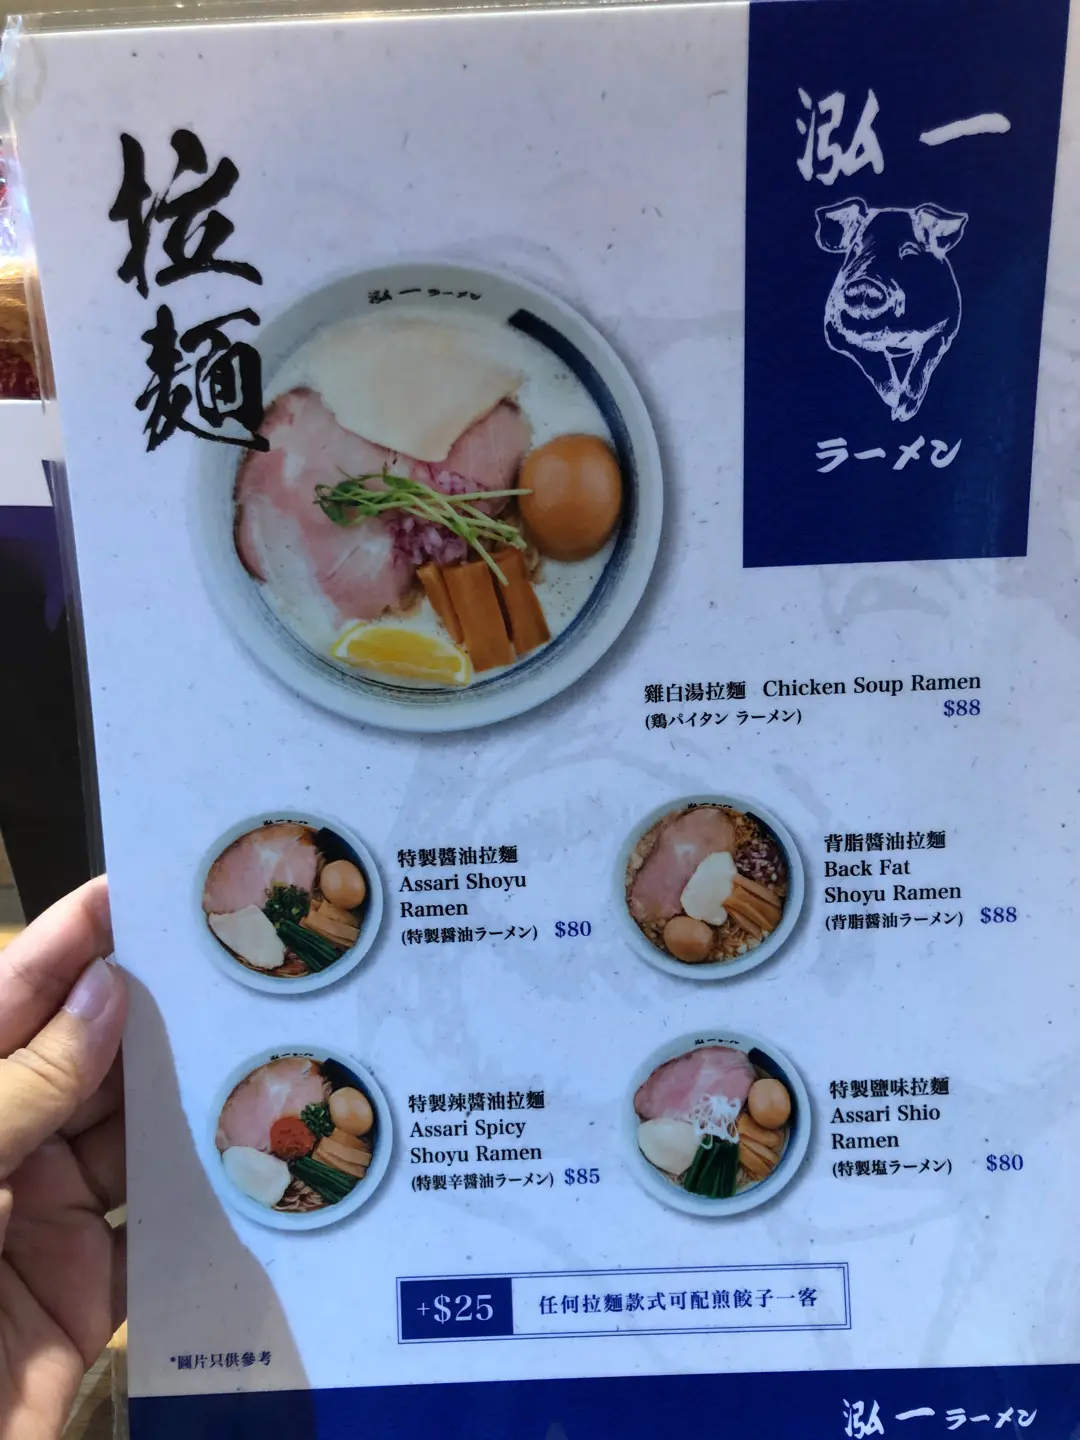 拉麵
泓一
ラーメン
泓一ラーメン
雞白湯拉麵 Chicken Soup Ramen
(鶏パイタン ラーメン) $88
特製醬油拉麵
Assari Shoyu
Ramen
(特製醬油ラーメン) $80
背脂醬油拉麵
Back Fat
Shoyu Ramen
(背脂醬油ラーメン) $88
特製辣醬油拉麵
Assari Spicy
Shoyu Ramen
(特製辛醬油ラーメン) $85
特製鹽味拉麵
Assari Shio
Ramen
(特製塩ラーメン) $80
+$25 任何拉麵款式可配煎餃子一客
*圖片只供參考
泓一ラーメン